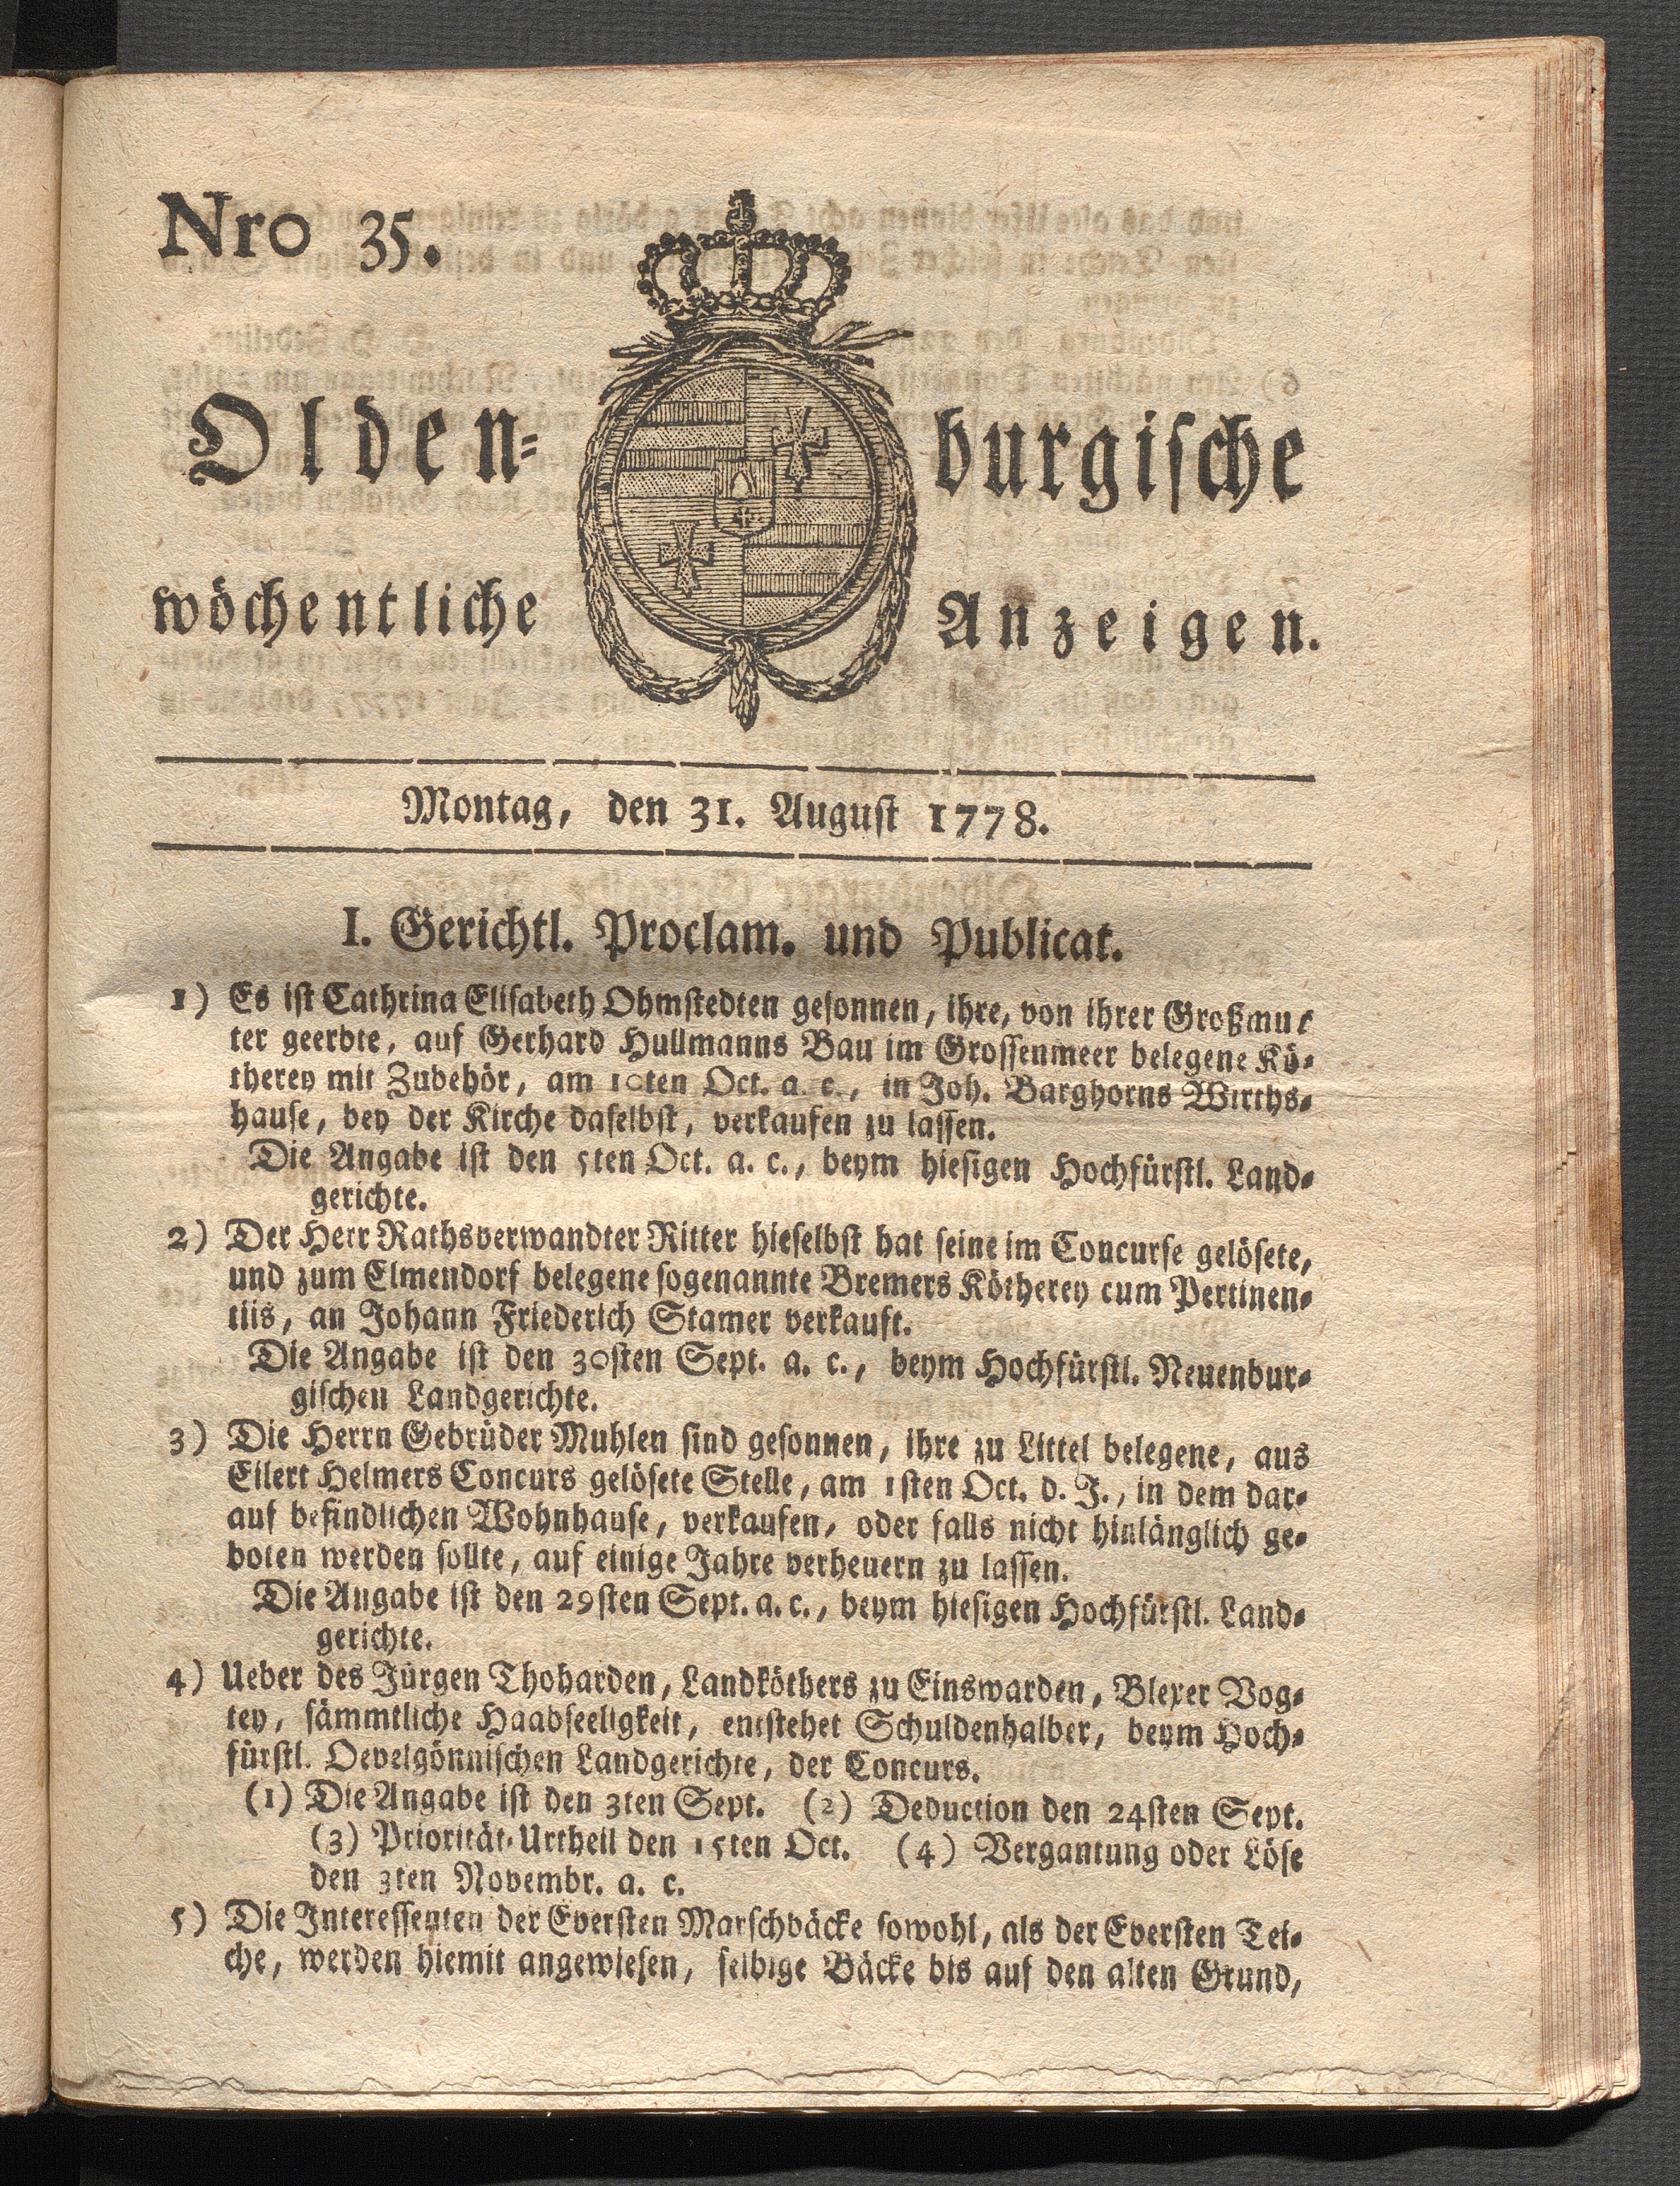 Nro 35.
Olden-burgische
wöchentliche Anzeigen.
Montag, den 31. August 1778.
I. Gerichtl. Proclam. und Publicat.
1) Es ist Cathrina Elisabeth Ohmstedten gesonnen, ihre, von ihrer Großmut
ter geerbte, auf Gerhard Hullmanns Bau im Grossenmeer belegene Kö-
therey mit Zubehör, am 10ten Oct. a. c., in Joh. Barghorns Wirths-
hause, bey der Kirche daselbst, verkaufen zu lassen.
Die Angabe ist den 5ten Oct. a. c., beym hiesigen Hochfürstl. Land-
gerichte.
2) Der Herr Rathsverwandter Ritter hieselbst hat seine im Concurse gelösete,
und zum Elmendorf belegene sogenannte Bremers Kötherey cum Pertinen-
tiis, an Johann Friederich Stamer verkauft.
Die Angabe ist den 30sten Sept. a. c., beym Hochfürstl. Neuenbur-
gischen Landgerichte.
3) Die Herrn Gebrüder Muhlen sind gesonnen, ihre zu Littel belegene, aus
Eilert Helmers Concurs gelösete Stelle, am 1sten Oct. d. J., in dem dar-
auf befindlichen Wohnhause, verkaufen, oder falls nicht hinlänglich ge-
boten werden sollte, auf einige Jahre verheuern zu lassen.
Die Angabe ist den 29sten Sept. a. c., beym hiesigen Hochfürstl. Land-
gerichte.
4) Ueber des Jürgen Thoharden, Landköthers zu Einswarden, Blexer Vog-
tey, sämmtliche Haabseeligkeit, entstehet Schuldenhalber, beym Hoch-
fürstl. Oevelgönnischen Landgerichte, der Concurs.
(1) Die Angabe ist den 3ten Sept. (2) Deduction den 24sten Sept.
(3) Priorität-Urtheil den 15ten Oct. (4) Vergantung oder Löse
den 3ten Novembr. a. c.
5) Die Interessenten der Eversten Marschbäcke sowohl, als der Eversten Tei-
che, werden hiemit angewiesen, selbige Bäcke bis auf den alten Grund,